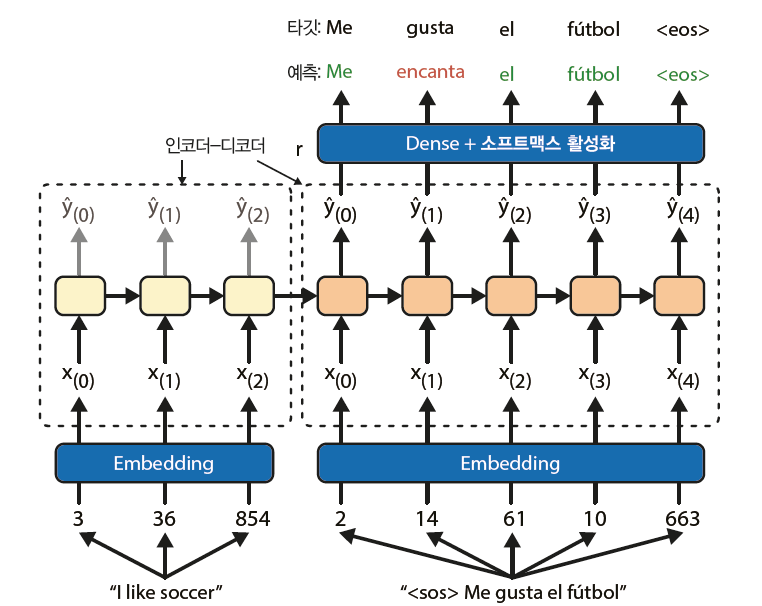 타깃: Me gusta el fútbol <eos>
예측: Me encanta el fútbol <eos>
Dense + 소프트맥스 활성화
인코더–디코더 r
ŷ(0) ŷ(1) ŷ(2) ŷ(0) ŷ(1) ŷ(2) ŷ(3) ŷ(4)
x(0) x(1) x(2) x(0) x(1) x(2) x(3) x(4)
Embedding Embedding
3 36 854 2 14 61 10 663
“I like soccer” “<sos> Me gusta el fútbol”